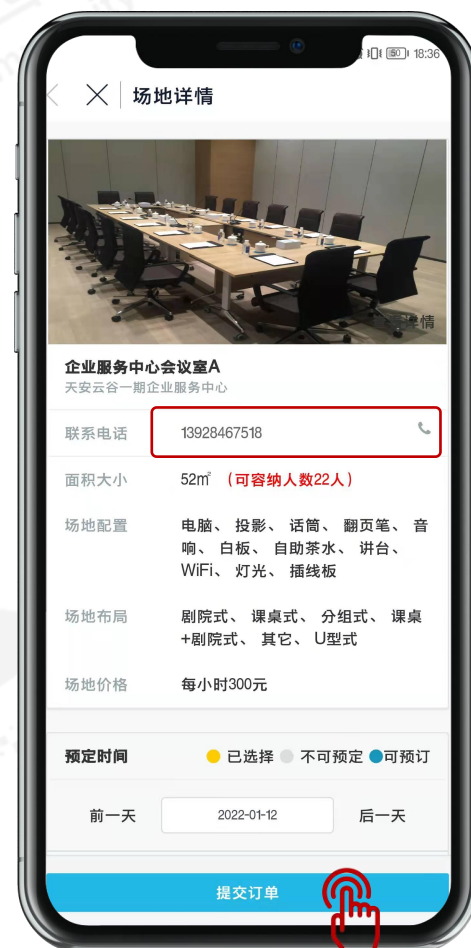 50 18:36
场地详情
详情
企业服务中心会议室A
天安云谷一期企业服务中心
联系电话 13928467518
面积大小 52㎡ （可容纳人数22人）
场地配置 电脑、 投影、 话筒、 翻页笔、 音
响、 白板、 自助茶水、 讲台、
WiFi、 灯光、 插线板
场地布局 剧院式、 课桌式、 分组式、 课桌
+剧院式、 其它、 U型式
场地价格 每小时300元
预定时间 已选择 不可预定 可预订
前一天 2022-01-12 后一天
提交订单